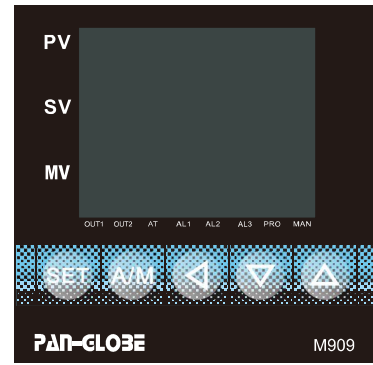 PV
SV
MV
OUT1 OUT2 AT AL1 AL2 AL3 PRO MAN
SET A/M
PAN-GLOBE M909